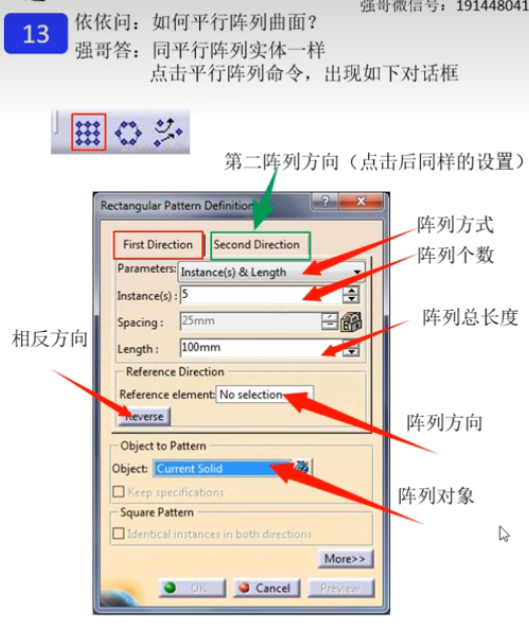 强哥微信号：191448041
13
依依问：如何平行阵列曲面？
强哥答：同平行阵列实体一样
点击平行阵列命令，出现如下对话框
第二阵列方向（点击后同样的设置）
Rectangular Pattern Definition
First Direction
Second Direction
阵列方式
Parameters: Instance(s) & Length
阵列个数
Instance(s) : 5
Spacing : 25mm
阵列总长度
相反方向
Length : 100mm
Reference Direction
Reference element: No selection
Reverse
阵列方向
Object to Pattern
Object: Current Solid
阵列对象
Keep specifications
Square Pattern
Identical instances in both directions
More>>
OK
Cancel
Preview